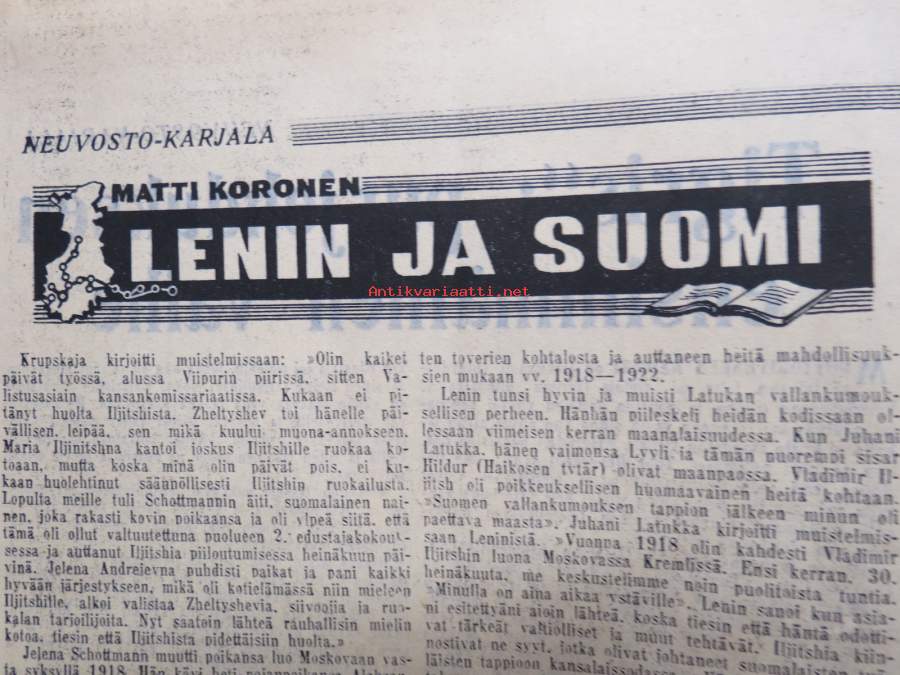 NEUVOSTO-KARJALA
MATTI KORONEN
LENIN JA SUOMI
Antikvariaatti.net
Krupskaja kirjoitti muistelmissaan: »Olin kaiket
päivät työssä, alussa Viipurin piirissä, sitten Va-
listusasiain kansankomissariaatissa. Kukaan ei pi-
tänyt huolta Iljitshistä. Zheltyshev toi hänelle päi-
vällisen, leipää, sen mikä kuului muona-annokseen.
Maria Iljinitshna kantoi joskus Iljitshille ruokaa ko-
toaan, mutta koska minä olin päivät pois, ei ku-
kaan huolehtinut säännöllisesti Iljitshin ruokailusta.
Lopulta meille tuli Schottmannin äiti, suomalainen nai-
nen, joka rakasti kovin poikaansa ja oli ylpeä siitä, että
tämä oli ollut valtuutettuna puolueen 2. edustajakokouk-
sessa ja auttanut Iljitshiä piiloutumisessa heinäkuun päi-
vinä. Jelena Andrejevna puhdisti paikat ja pani kaikki
hyvään järjestykseen, mikä oli kotielämässä niin mieleen
Iljitshille, alkoi valistaa Zheltyshevia, siivoojia ja ruo-
kalan tarjoilijoita. Nyt saatoin lähteä rauhallisin mielin
kotoa, tiesin että Iljitshistä pidettäisiin huolta.»
Jelena Schottmann muutti poikansa luo Moskovaan vas-
ta syksyllä 1918. Hän kävi heti
ten toverien kohtalosta ja auttaneen heitä mahdollisuuk-
sien mukaan vv. 1918—1922.
Lenin tunsi hyvin ja muisti Latukan vallankumouk-
sellisen perheen. Hänhän piileskeli heidän kodissaan ol-
lessaan viimeisen kerran maanalaisuudessa. Kun Juhani
Latukka, hänen vaimonsa Lyyli ja tämän nuorempi sisar
Hildur (Haikosen tytär) olivat maanpaossa, Vladimir Il-
jitsh oli poikkeuksellisen huomaavainen heitä kohtaan.
»Suomen vallankumouksen tappion jälkeen minun oli
paettava maasta», Juhani Latukka kirjoitti muistelmis-
saan Leninistä. »Vuonna 1918 olin kahdesti Vladimir
Iljitshin luona Moskovassa Kremlissä. Ensi kerran, 30.
heinäkuuta, me keskustelimme noin puolitoista tuntia.
»Minulla on aina aikaa ystäville», Lenin sanoi kun asia-
ni esitettyäni aioin lähteä, koska tiesin että häntä odotti-
vat tärkeät valtiolliset ja muut tehtävät. Iljitshiä kiin-
nostivat ne syyt, jotka olivat johtaneet suomalaisten
läisten tappioon kansalaissodassa